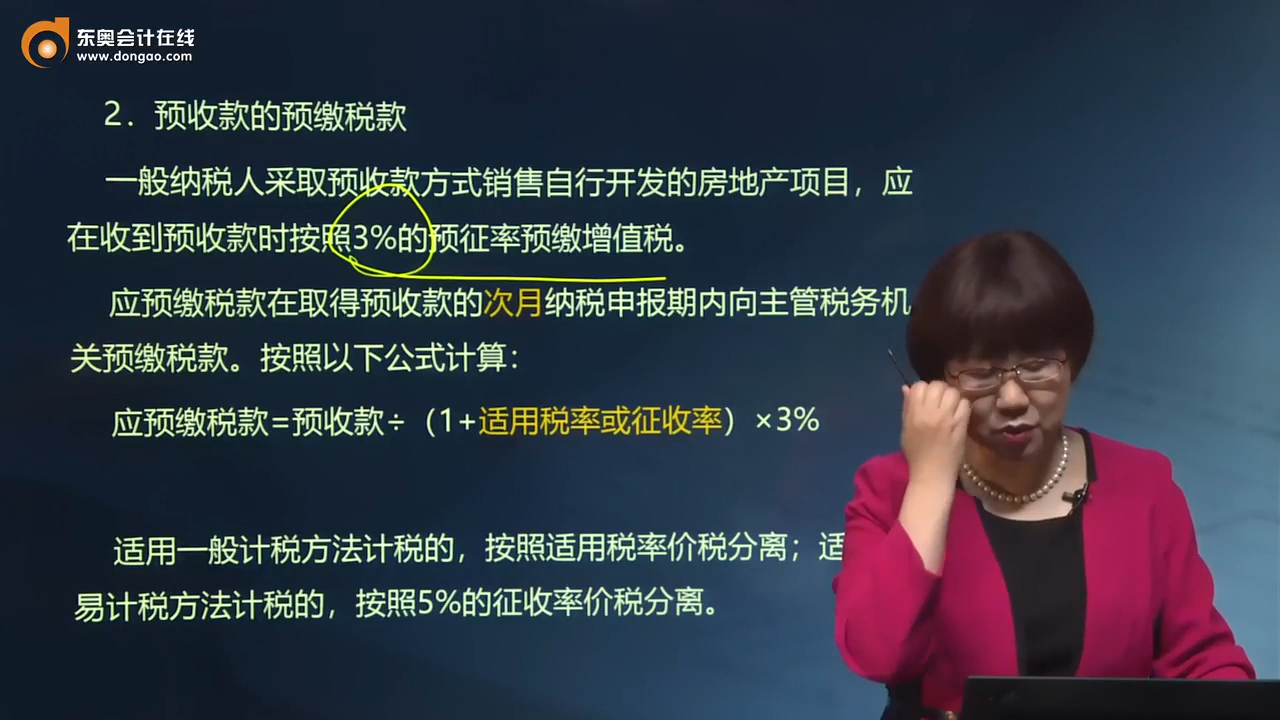 东奥会计在线
www.dongao.com
2．预收款的预缴税款
一般纳税人采取预收款方式销售自行开发的房地产项目，应
在收到预收款时按照3%的预征率预缴增值税。
应预缴税款在取得预收款的次月纳税申报期内向主管税务机
关预缴税款。按照以下公式计算：
应预缴税款=预收款÷（1+适用税率或征收率）×3%
适用一般计税方法计税的，按照适用税率价税分离；适
易计税方法计税的，按照5%的征收率价税分离。